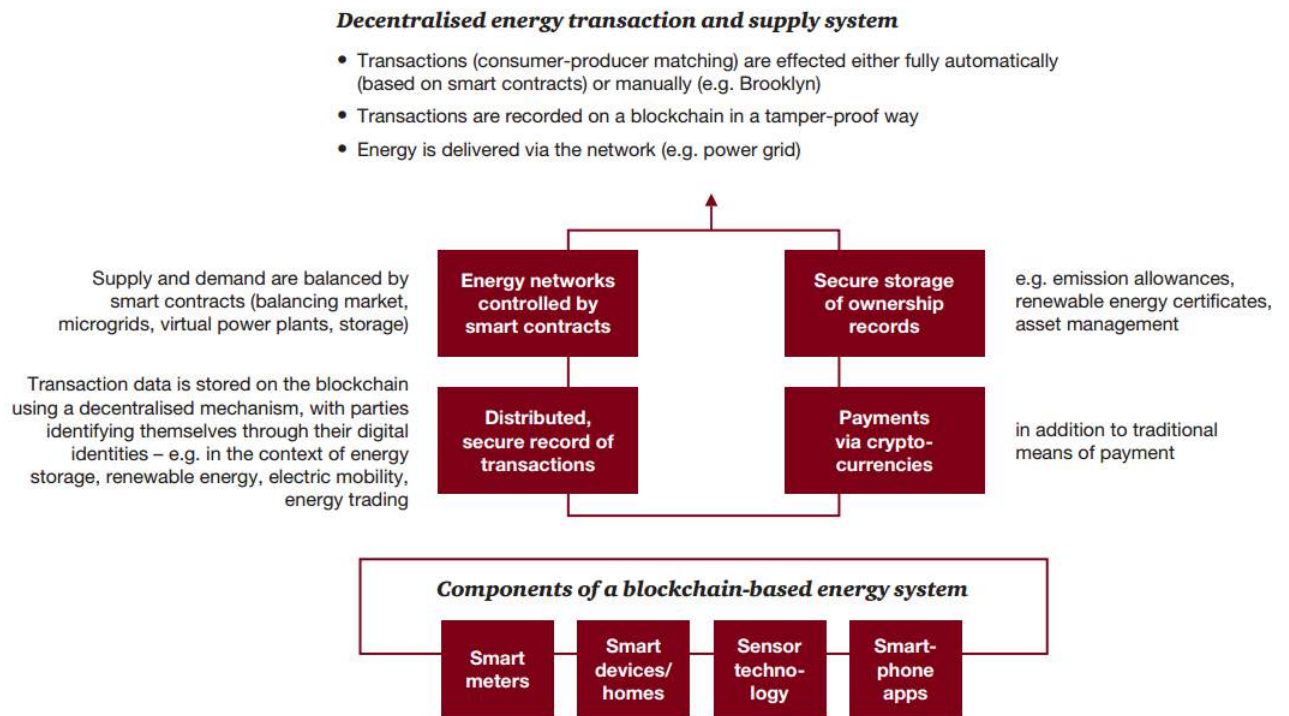 Decentralised energy transaction and supply system
• Transactions (consumer-producer matching) are effected either fully automatically
(based on smart contracts) or manually (e.g. Brooklyn)
• Transactions are recorded on a blockchain in a tamper-proof way
• Energy is delivered via the network (e.g. power grid)
Supply and demand are balanced by
smart contracts (balancing market,
microgrids, virtual power plants, storage)
Energy networks
controlled by
smart contracts
Secure storage
of ownership
records
e.g. emission allowances,
renewable energy certificates,
asset management
Transaction data is stored on the blockchain
using a decentralised mechanism, with parties
identifying themselves through their digital
identities – e.g. in the context of energy
storage, renewable energy, electric mobility,
energy trading
Distributed,
secure record of
transactions
Payments
via crypto-
currencies
in addition to traditional
means of payment
Components of a blockchain-based energy system
Smart
meters
Smart
devices/
homes
Sensor
techno-
logy
Smart-
phone
apps